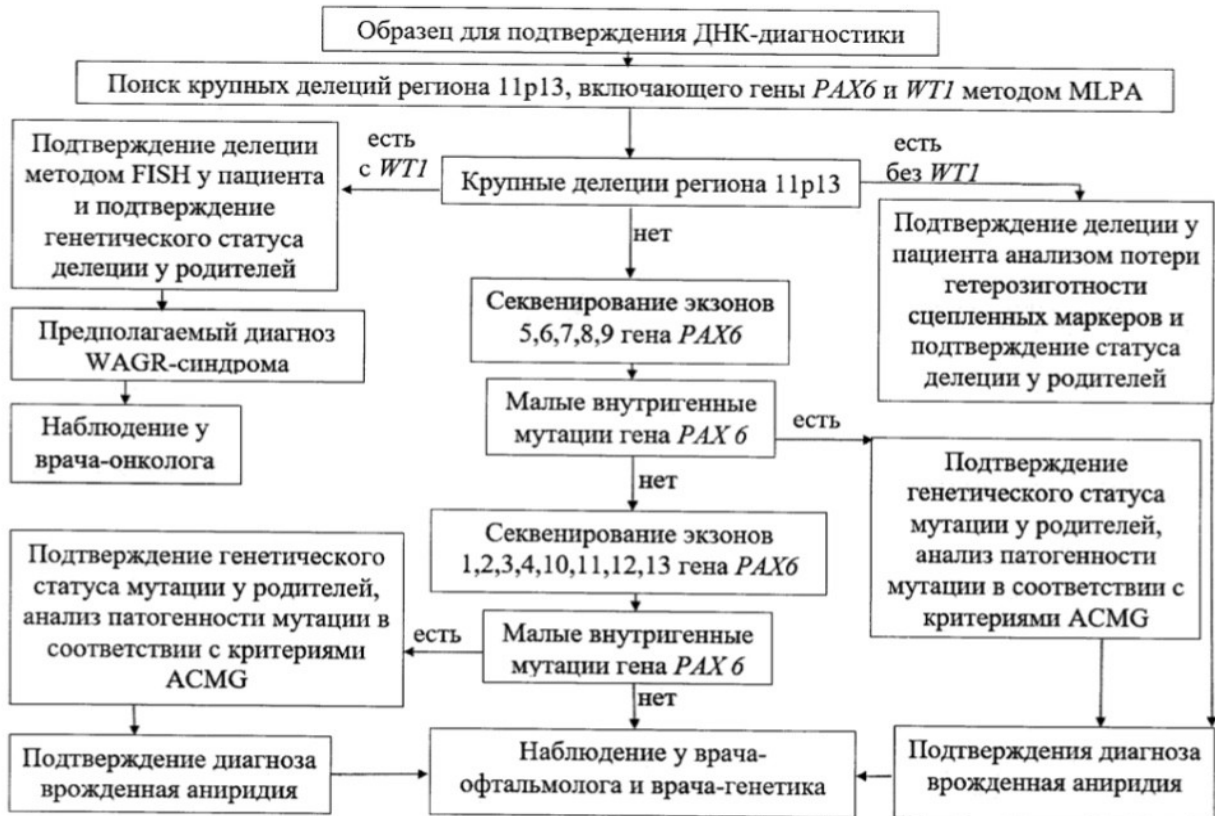 Образец для подтверждения ДНК-диагностики
Поиск крупных делеций региона 11p13, включающего гены PAX6 и WT1 методом MLPA
есть
с WT1
Крупные делеции региона 11p13
есть
без WT1
Подтверждение делеции
методом FISH у пациента
и подтверждение
генетического статуса
делеции у родителей
Предполагаемый диагноз
WAGR-синдрома
Наблюдение у
врача-онколога
нет
Подтверждение делеции у
пациента анализом потери
гетерозиготности
сцепленных маркеров и
подтверждение статуса
делеции у родителей
Секвенирование экзонов
5,6,7,8,9 гена PAX6
Малые внутригенные
мутации гена PAX 6
есть
Подтверждение
генетического статуса
мутации у родителей,
анализ патогенности
мутации в соответствии с
критериями ACMG
нет
Секвенирование экзонов
1,2,3,4,10,11,12,13 гена PAX6
Малые внутригенные
мутации гена PAX 6
есть
Подтверждение генетического
статуса мутации у родителей,
анализ патогенности мутации в
соответствии с критериями
ACMG
нет
Подтверждение диагноза
врожденная аниридия
Наблюдение у врача-
офтальмолога и врача-генетика
Подтверждения диагноза
врожденная аниридия